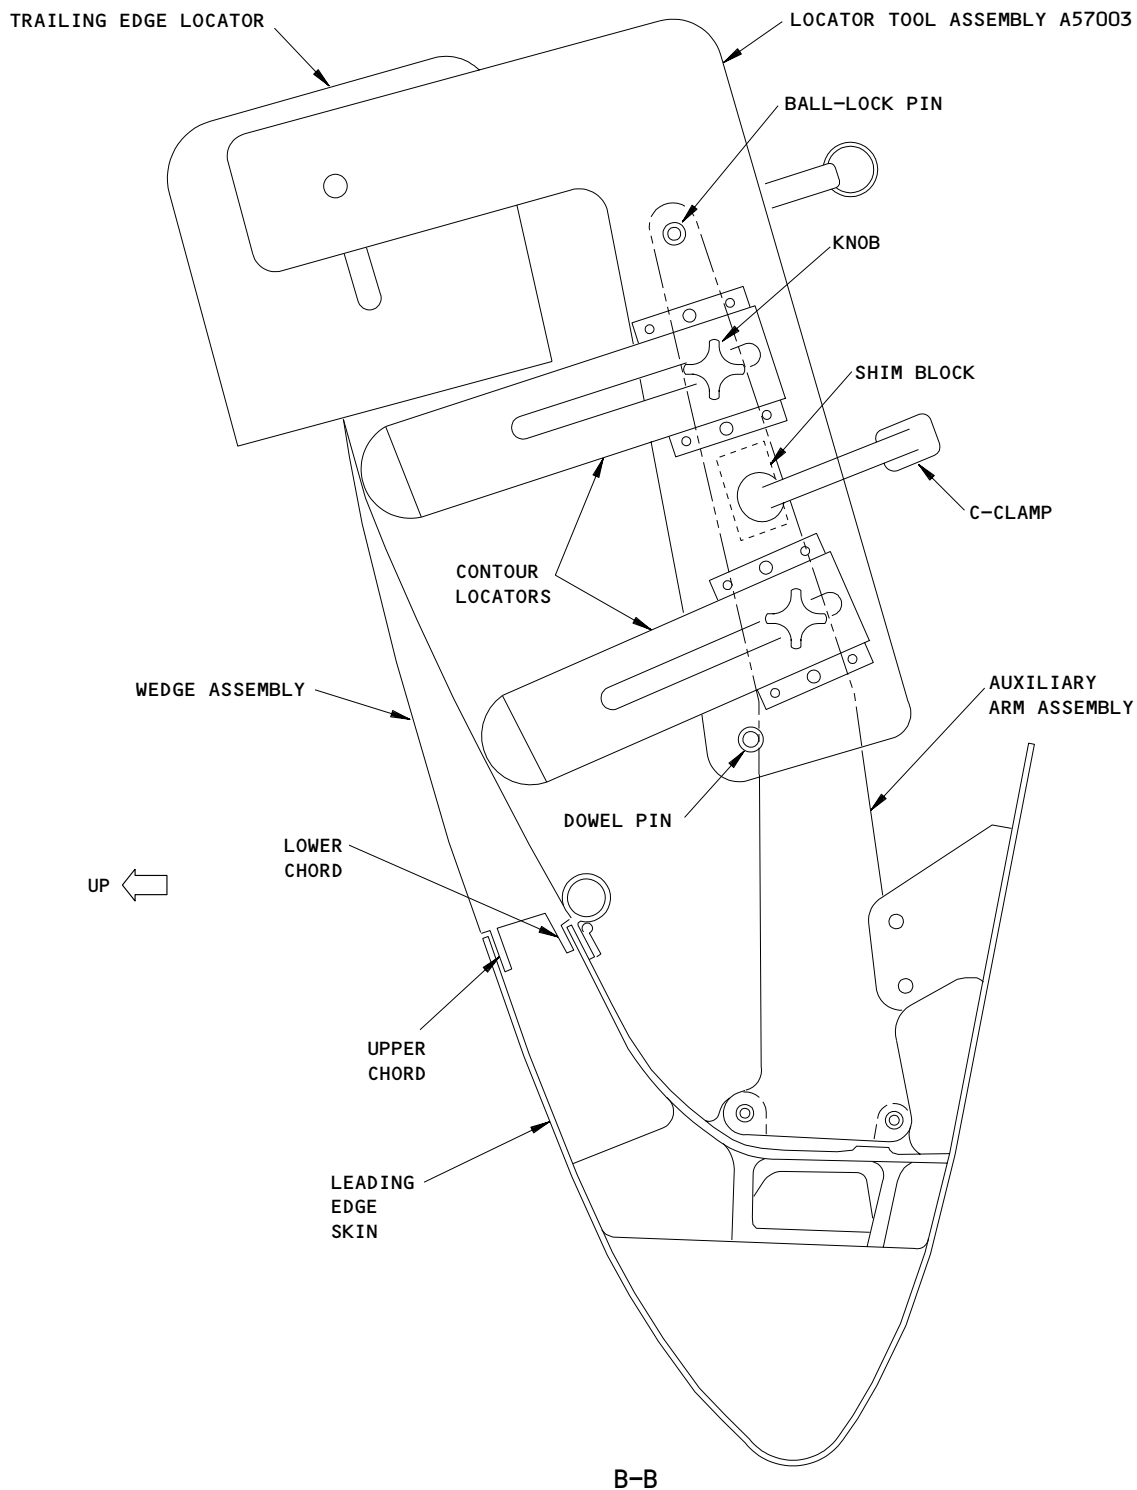 TRAILING EDGE LOCATOR
LOCATOR TOOL ASSEMBLY A57003
BALL-LOCK PIN
KNOB
SHIM BLOCK
C-CLAMP
CONTOUR
LOCATORS
WEDGE ASSEMBLY
AUXILIARY
ARM ASSEMBLY
DOWEL PIN
LOWER
CHORD
UP
UPPER
CHORD
LEADING
EDGE
SKIN
B-B